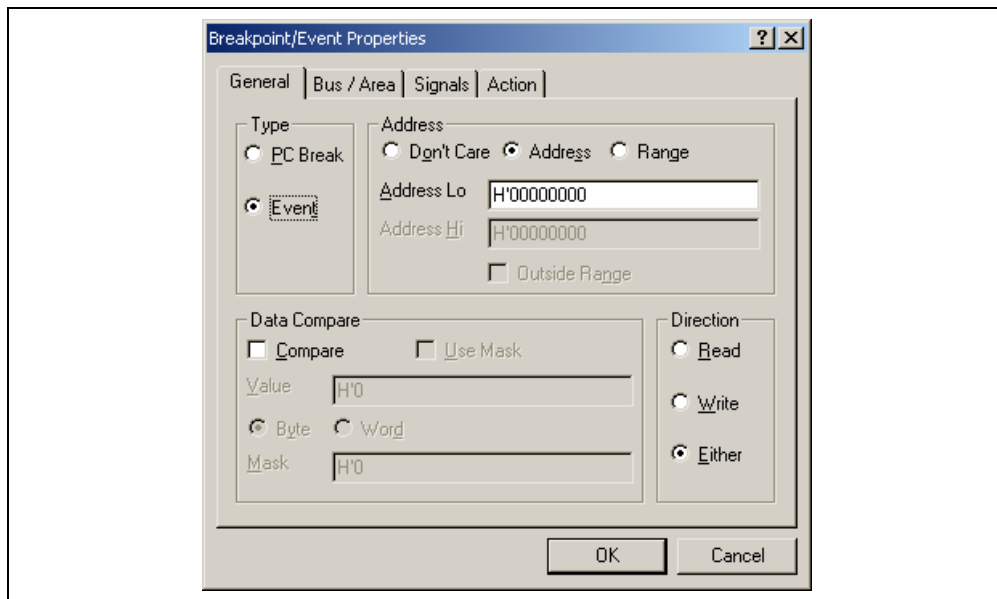 Breakpoint/Event Properties
General Bus / Area Signals Action
Type
PC Break
Event
Address
Don't Care Address Range
Address Lo H'00000000
Address Hi H'00000000
Outside Range
Data Compare
Compare Use Mask
Value H'0
Byte Word
Mask H'0
Direction
Read
Write
Either
OK Cancel